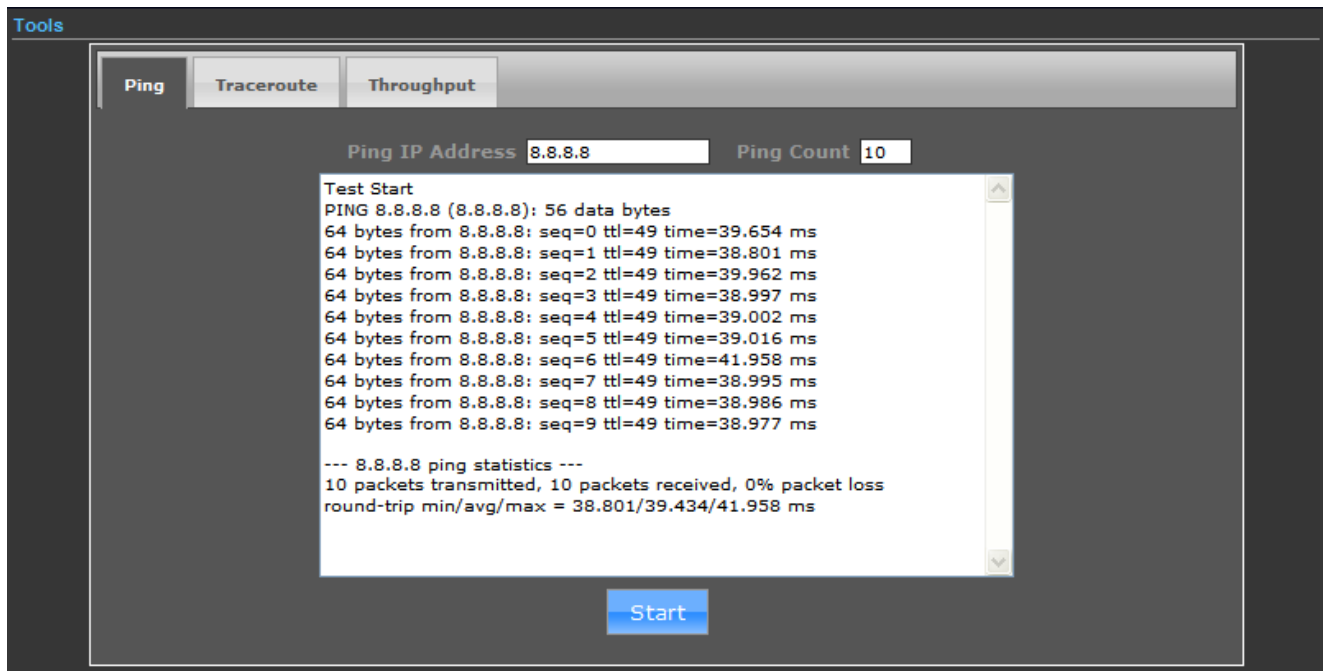 Tools
Ping Traceroute Throughput
Ping IP Address 8.8.8.8 Ping Count 10
Test Start
PING 8.8.8.8 (8.8.8.8): 56 data bytes
64 bytes from 8.8.8.8: seq=0 ttl=49 time=39.654 ms
64 bytes from 8.8.8.8: seq=1 ttl=49 time=38.801 ms
64 bytes from 8.8.8.8: seq=2 ttl=49 time=39.962 ms
64 bytes from 8.8.8.8: seq=3 ttl=49 time=38.997 ms
64 bytes from 8.8.8.8: seq=4 ttl=49 time=39.002 ms
64 bytes from 8.8.8.8: seq=5 ttl=49 time=39.016 ms
64 bytes from 8.8.8.8: seq=6 ttl=49 time=41.958 ms
64 bytes from 8.8.8.8: seq=7 ttl=49 time=38.995 ms
64 bytes from 8.8.8.8: seq=8 ttl=49 time=38.986 ms
64 bytes from 8.8.8.8: seq=9 ttl=49 time=38.977 ms
--- 8.8.8.8 ping statistics ---
10 packets transmitted, 10 packets received, 0% packet loss
round-trip min/avg/max = 38.801/39.434/41.958 ms
Start